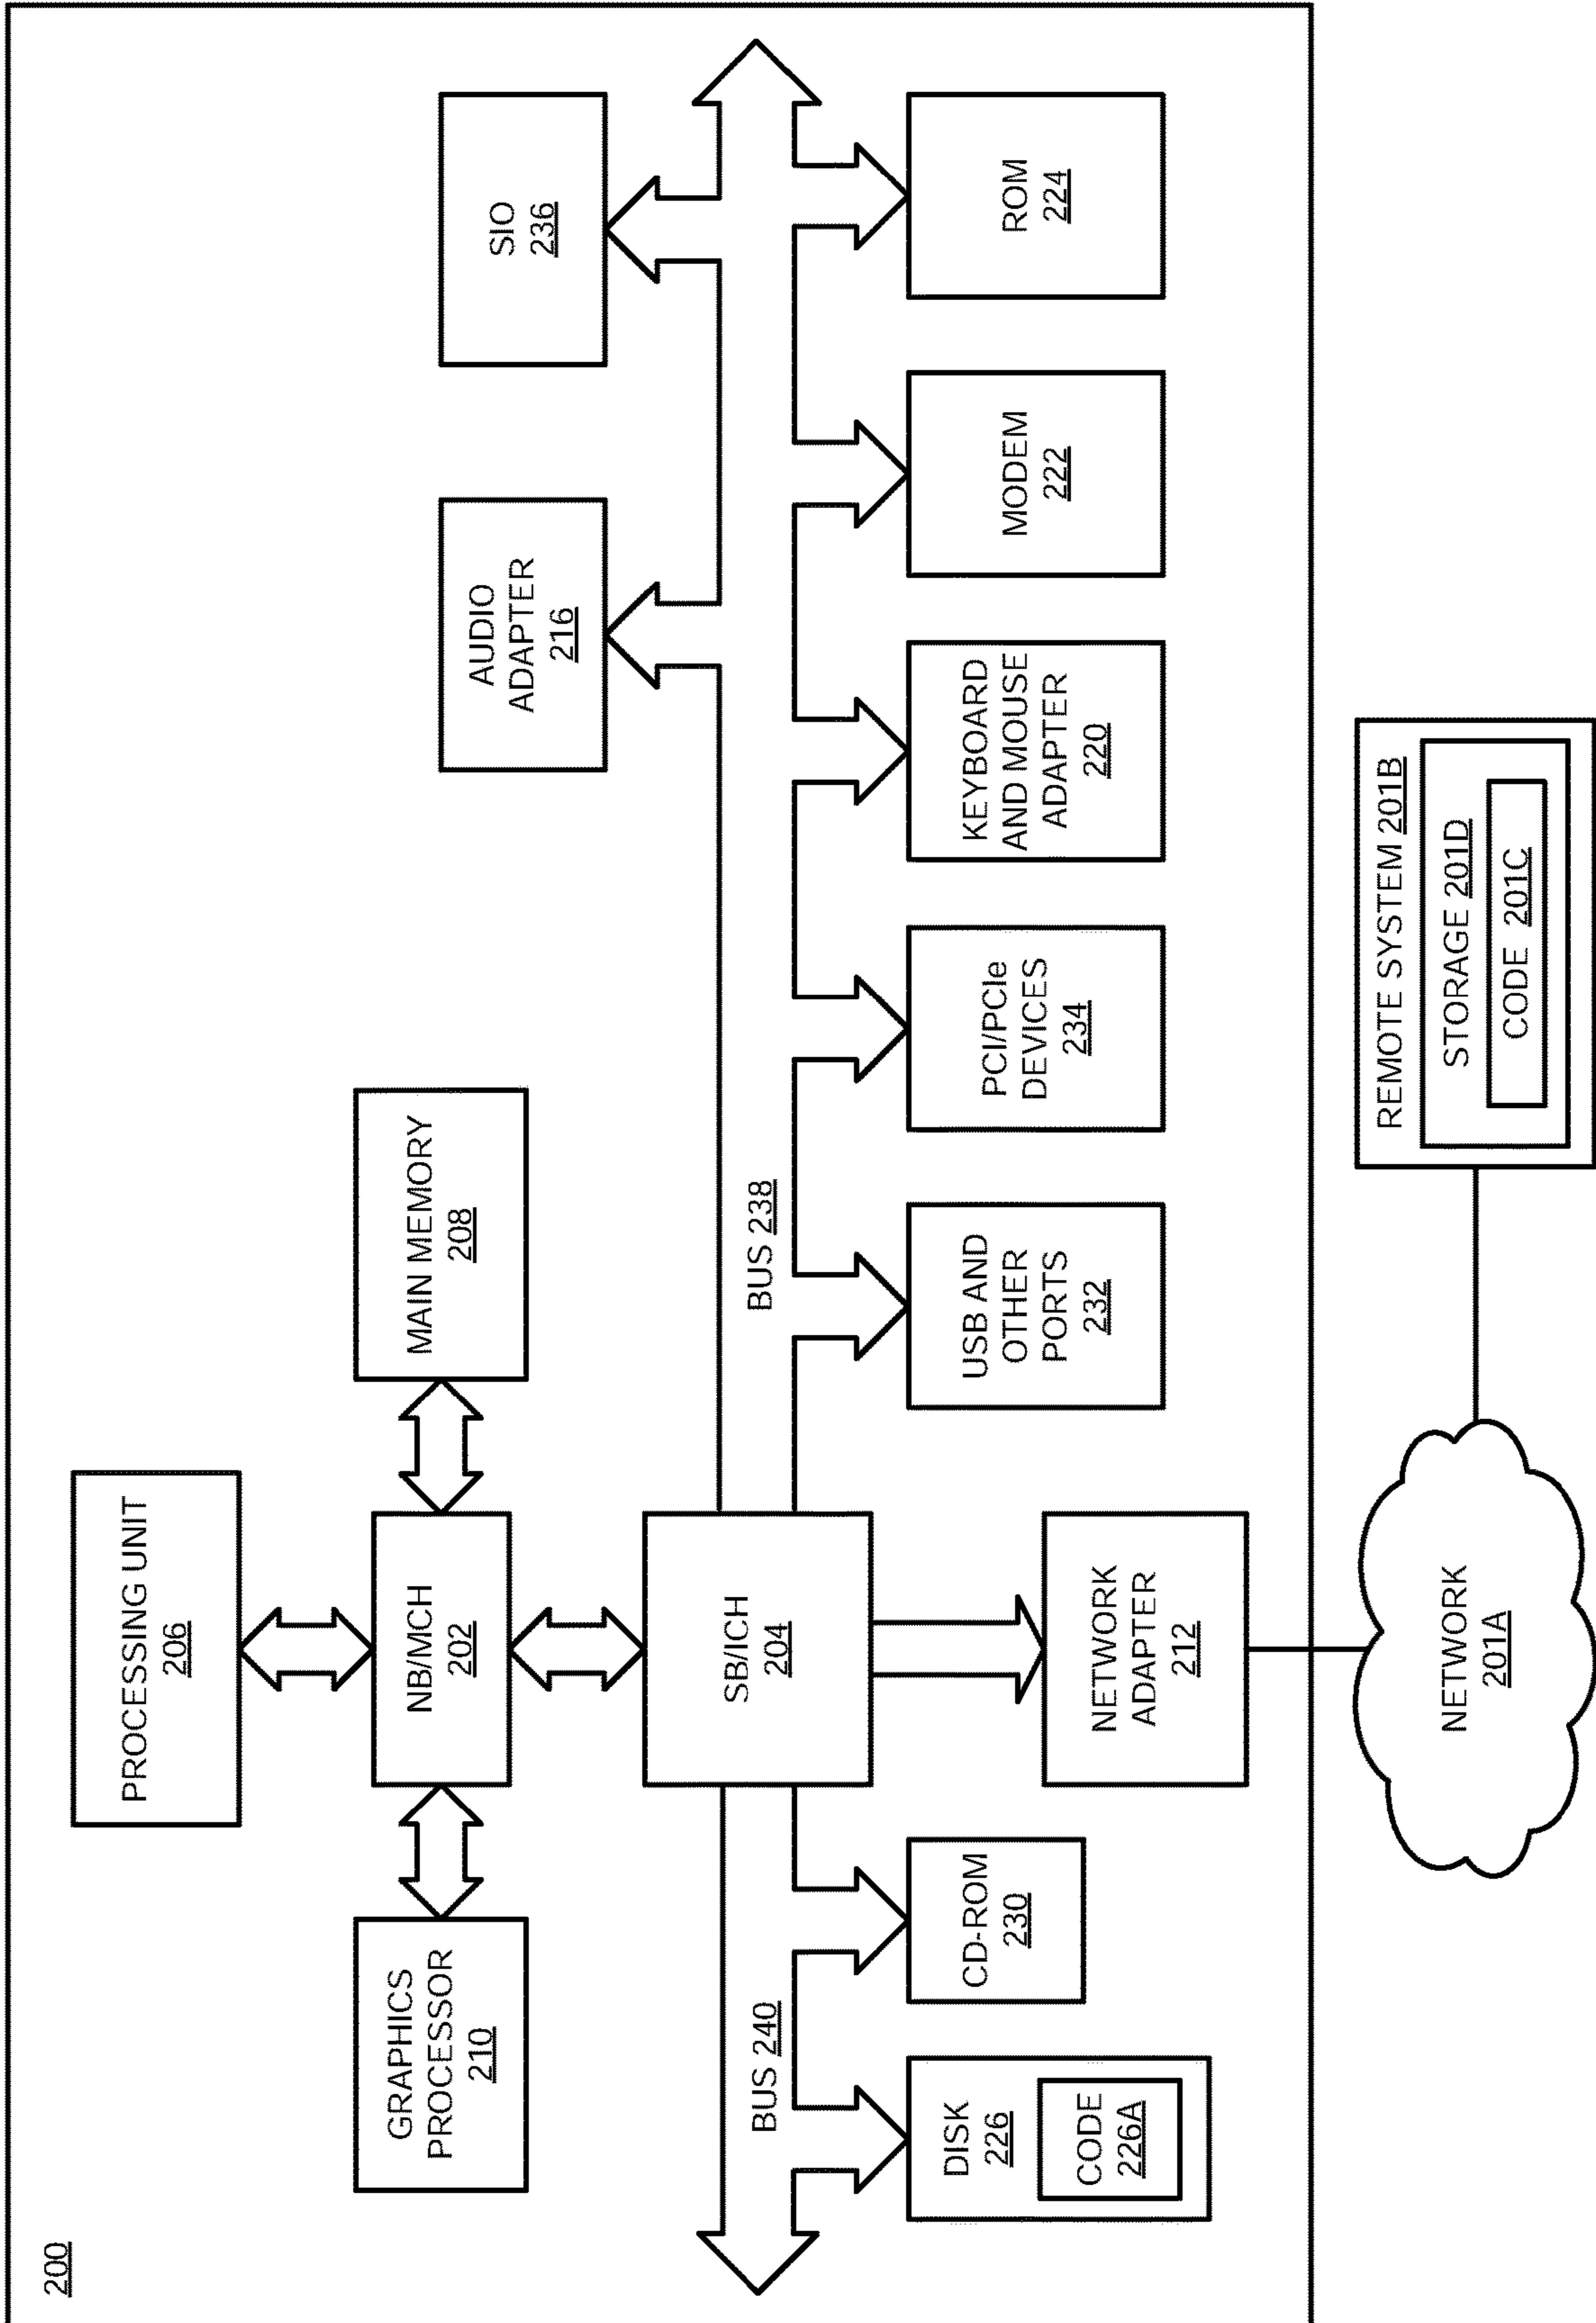 200
PROCESSING UNIT
206
GRAPHICS
PROCESSOR
210
NB/MCH
202
MAIN MEMORY
208
AUDIO
ADAPTER
216
SIO
236
SB/ICH
204
BUS 240
BUS 238
DISK
226
CODE
226A
CD-ROM
230
NETWORK
ADAPTER
212
USB AND
OTHER
PORTS
232
PCI/PCIe
DEVICES
234
KEYBOARD
AND MOUSE
ADAPTER
220
MODEM
222
ROM
224
NETWORK
201A
REMOTE SYSTEM 201B
STORAGE 201D
CODE 201C